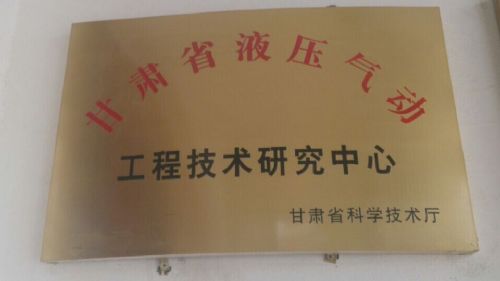 甘肃省液压气动
工程技术研究中心
甘肃省科学技术厅